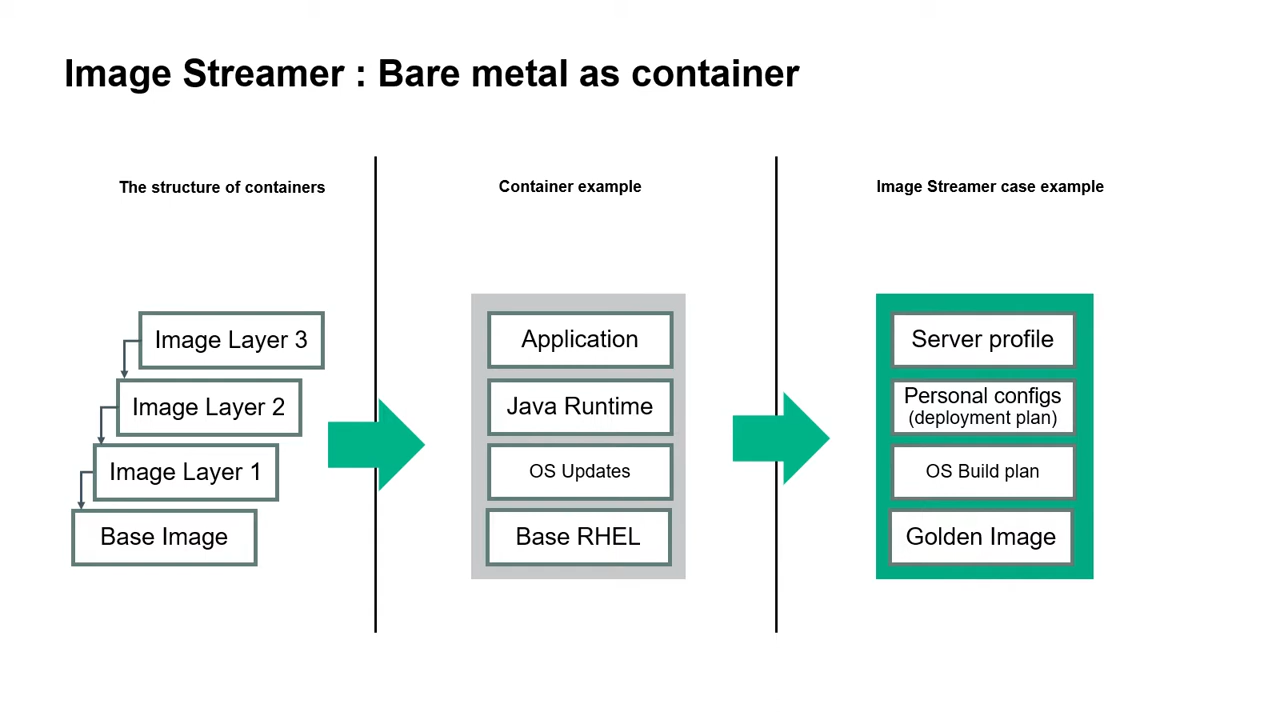 Image Streamer : Bare metal as container
The structure of containers
Image Layer 3
Image Layer 2
Image Layer 1
Base Image
Container example
Application
Java Runtime
OS Updates
Base RHEL
Image Streamer case example
Server profile
Personal configs
(deployment plan)
OS Build plan
Golden Image